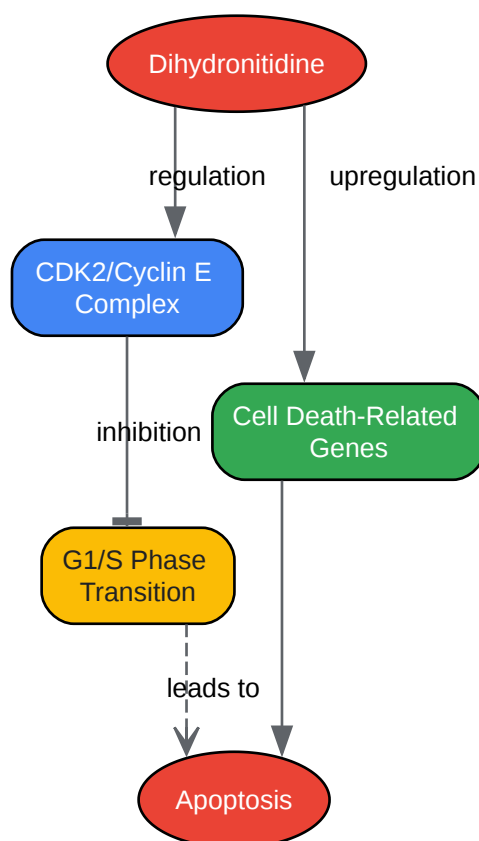 Dihydronitidine
regulation
upregulation
CDK2/Cyclin E
Complex
Cell Death-Related
Genes
inhibition
G1/S Phase
Transition
leads to
Apoptosis